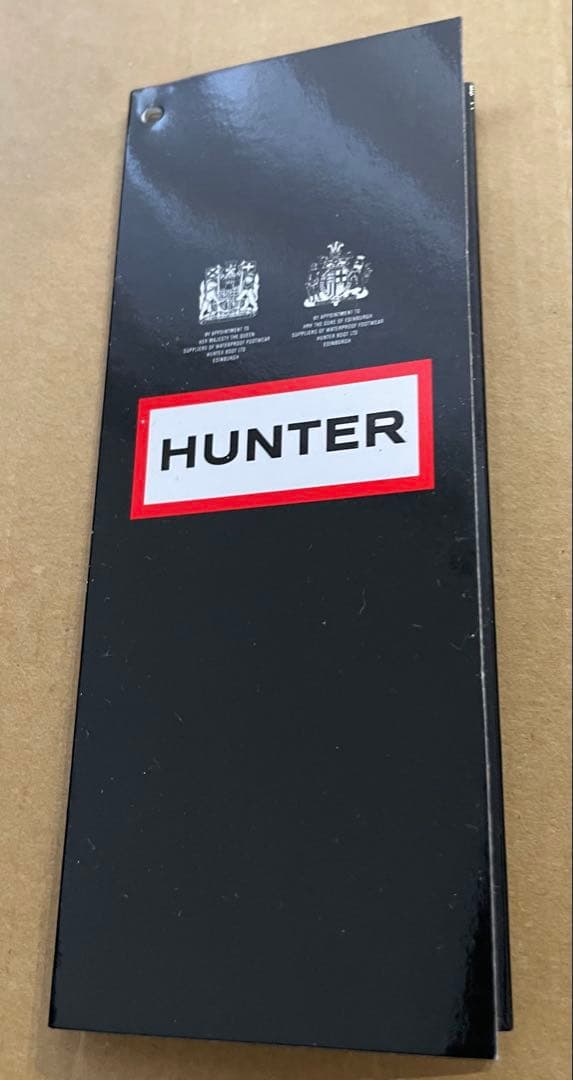 BY APPOINTMENT TO
HER MAJESTY THE QUEEN
SUPPLIERS OF WATERPROOF FOOTWEAR
HUNTER BOOT LTD
EDINBURGH
BY APPOINTMENT TO
HRH THE DUKE OF EDINBURGH
SUPPLIERS OF WATERPROOF FOOTWEAR
HUNTER BOOT LTD
EDINBURGH
HUNTER